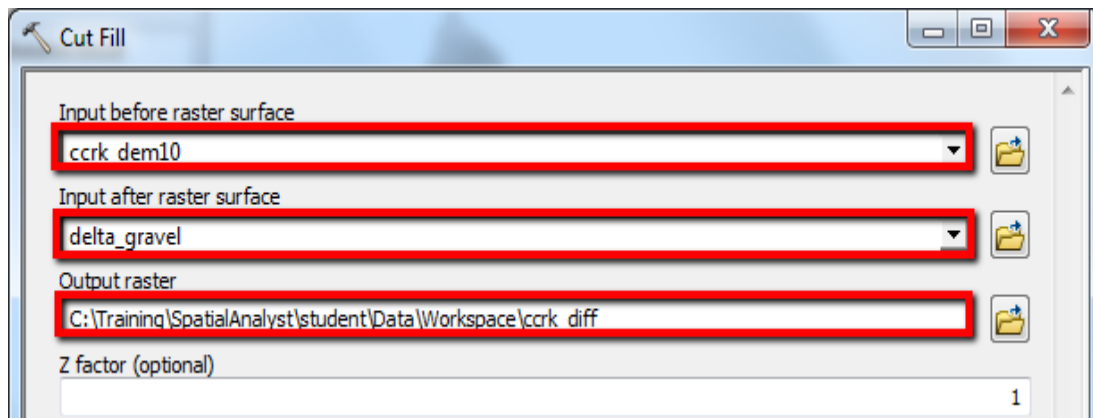 Cut Fill
Input before raster surface
ccrk_dem10
Input after raster surface
delta_gravel
Output raster
C:\Training\SpatialAnalyst\student\Data\Workspace\ccrk_diff
Z factor (optional)
1